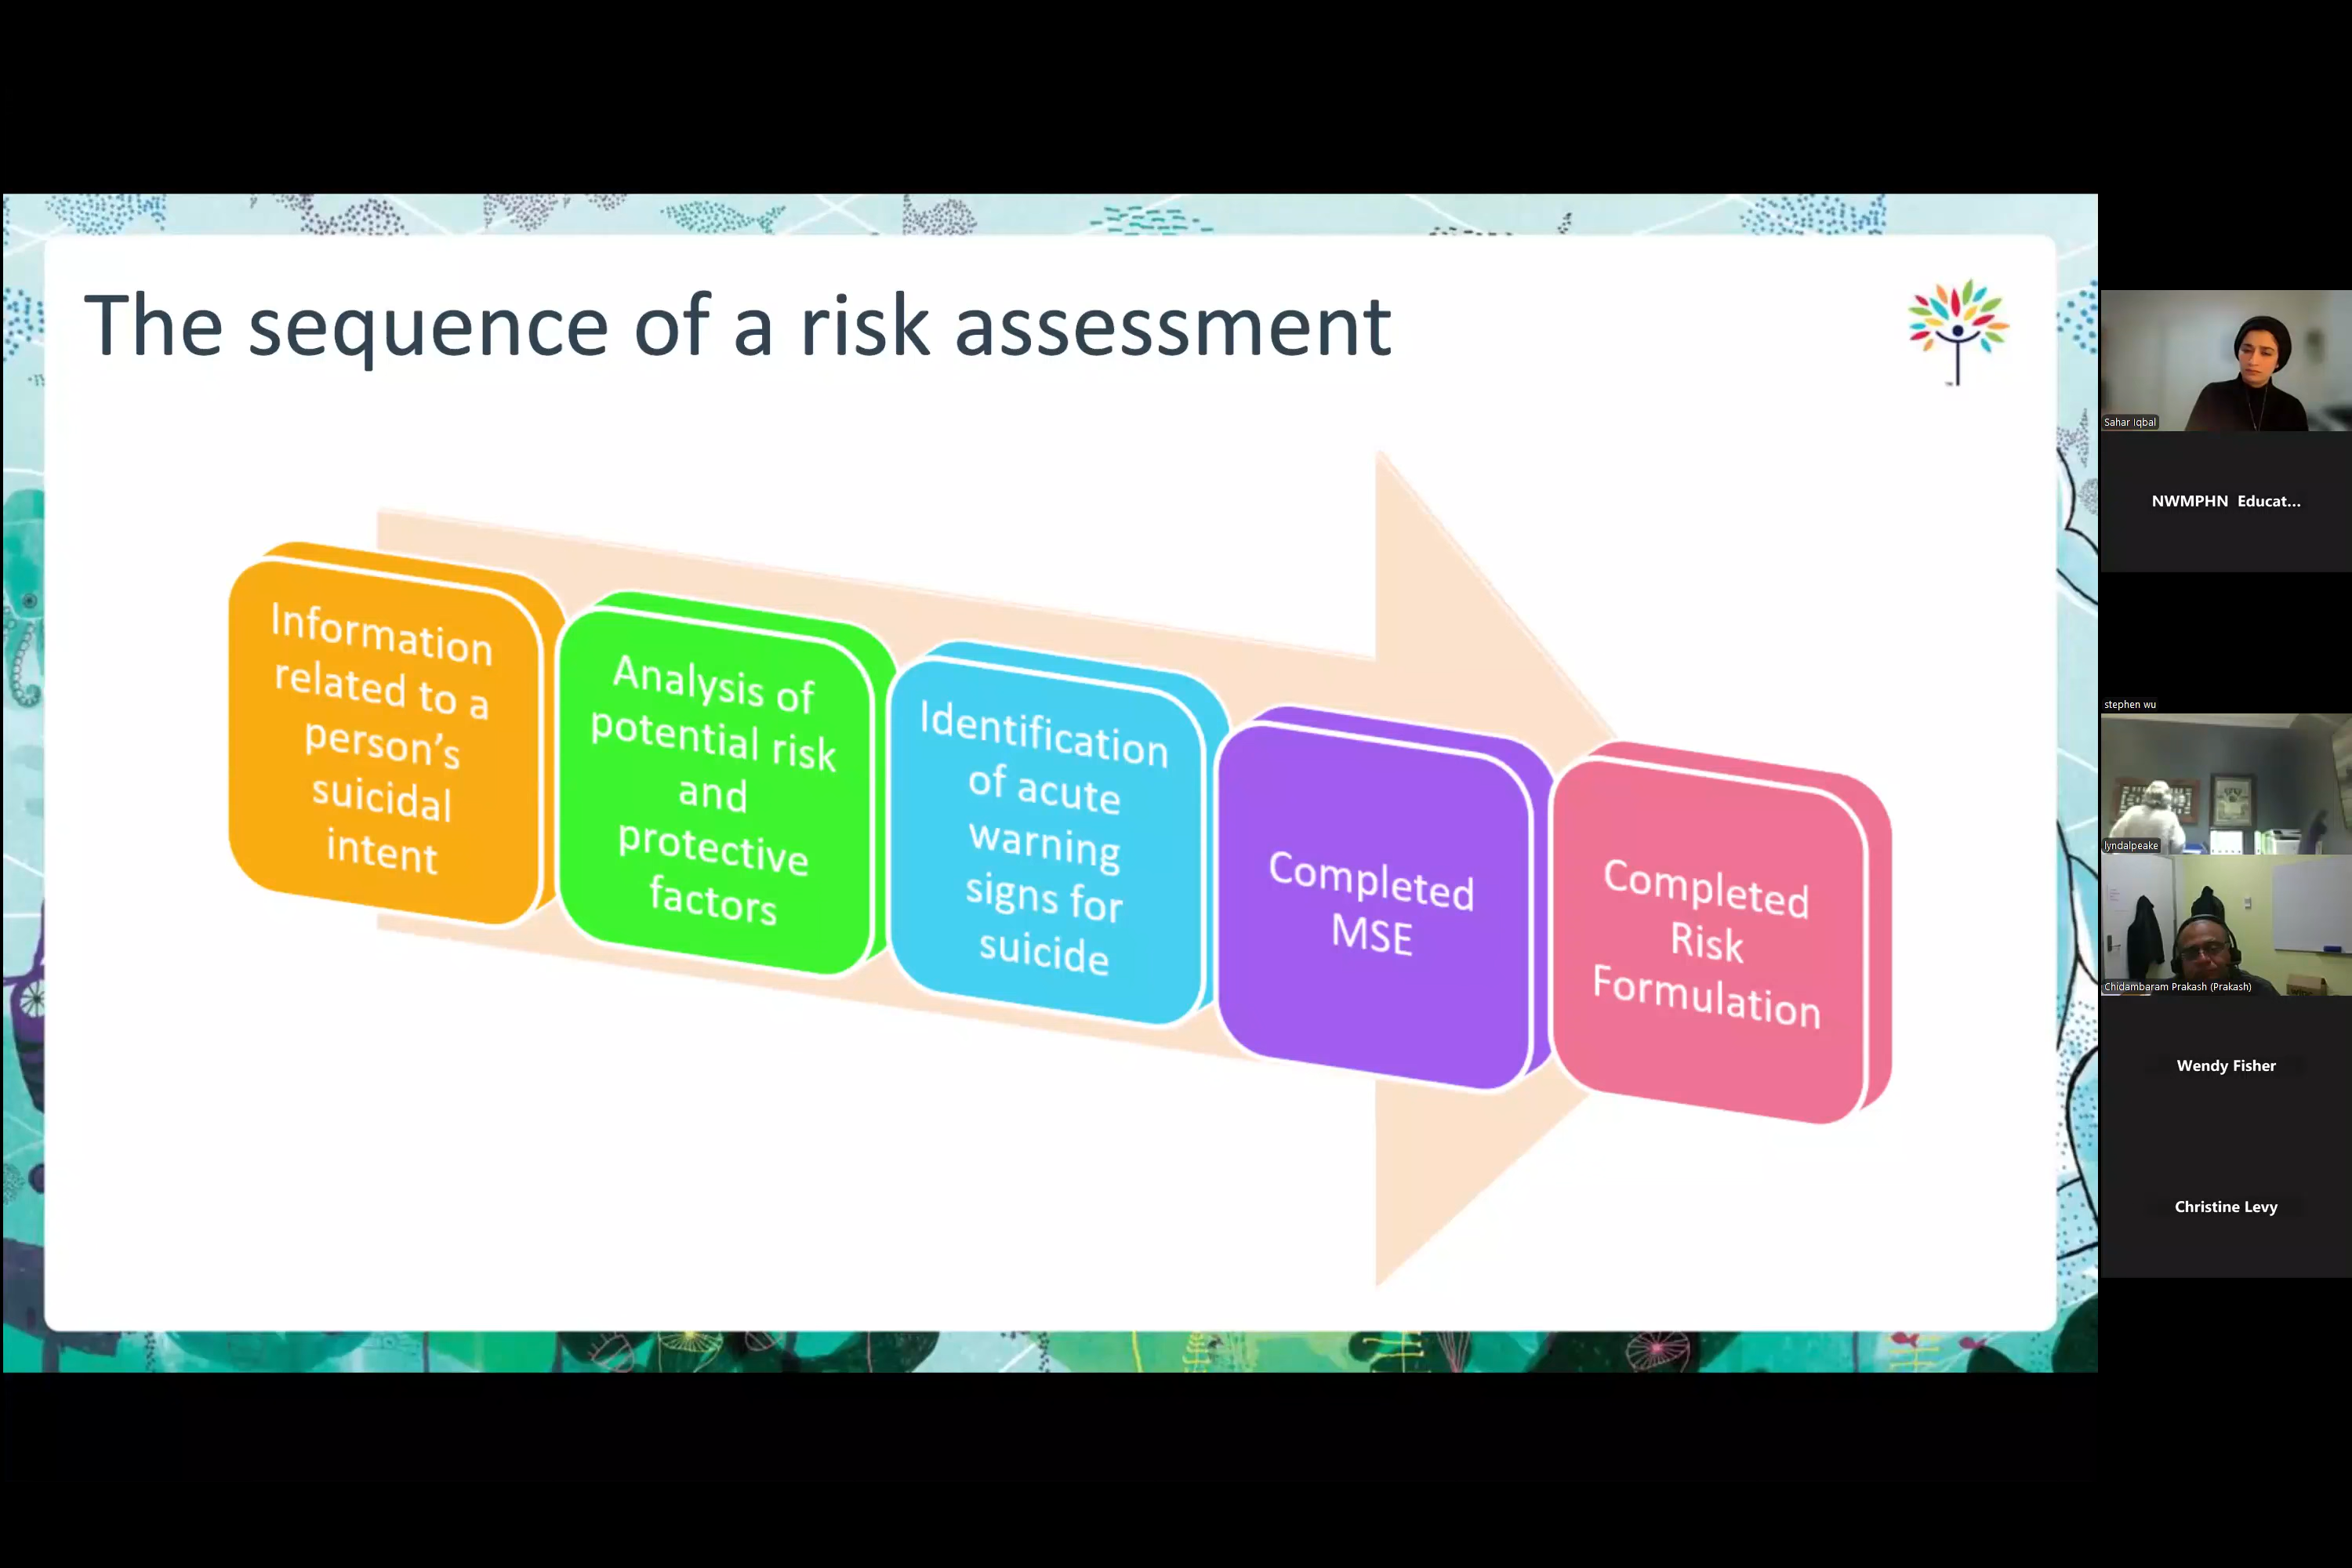 The sequence of a risk assessment
Information
related to a
person’s
suicidal
intent
Analysis of
potential risk
and
protective
factors
Identification
of acute
warning
signs for
suicide
Completed
MSE
Completed
Risk
Formulation
Sahar Iqbal
NWMPHN Educat...
stephen wu
lyndalpeake
Chidambaram Prakash (Prakash)
Wendy Fisher
Christine Levy